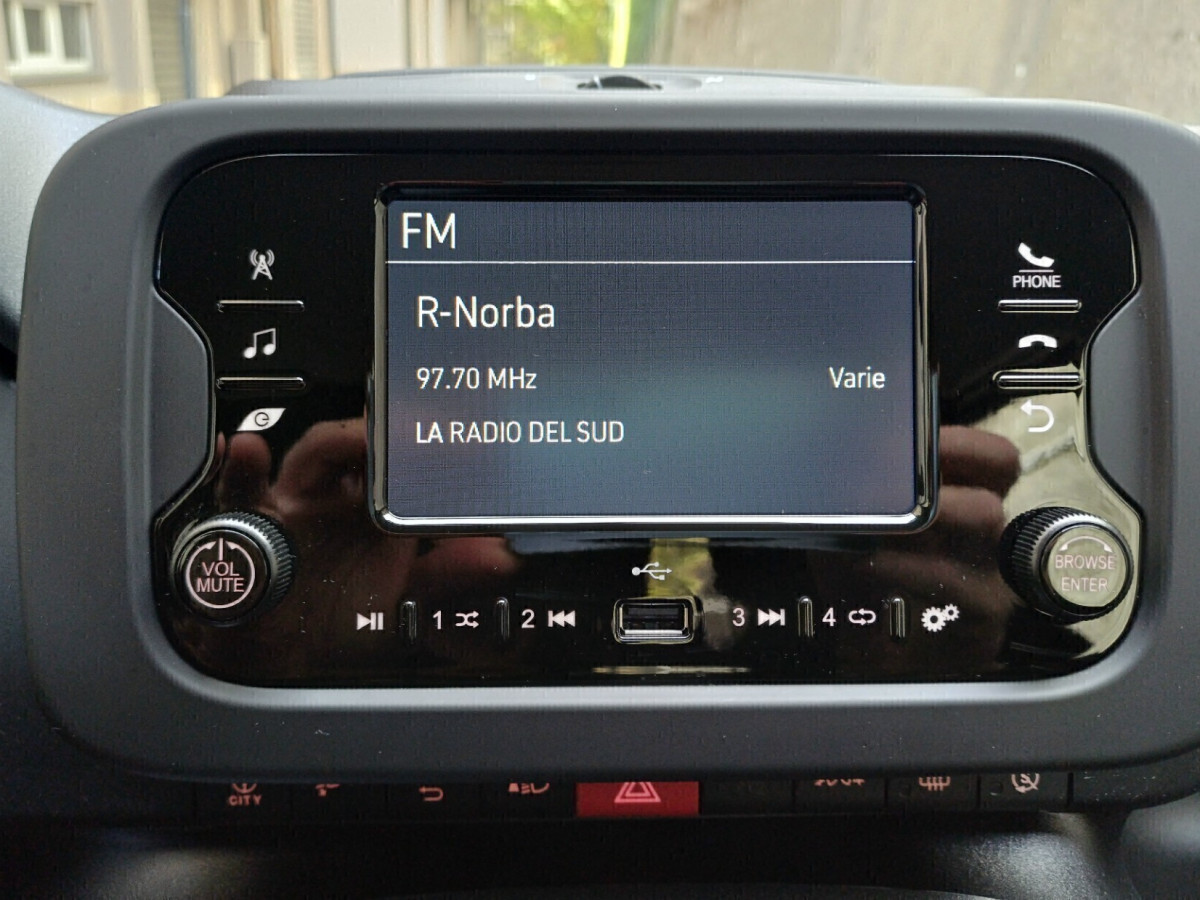 FM
R-Norba
97.70 MHz Varie
LA RADIO DEL SUD
PHONE
VOL
MUTE
BROWSE
ENTER
1 2 3 4
CITY